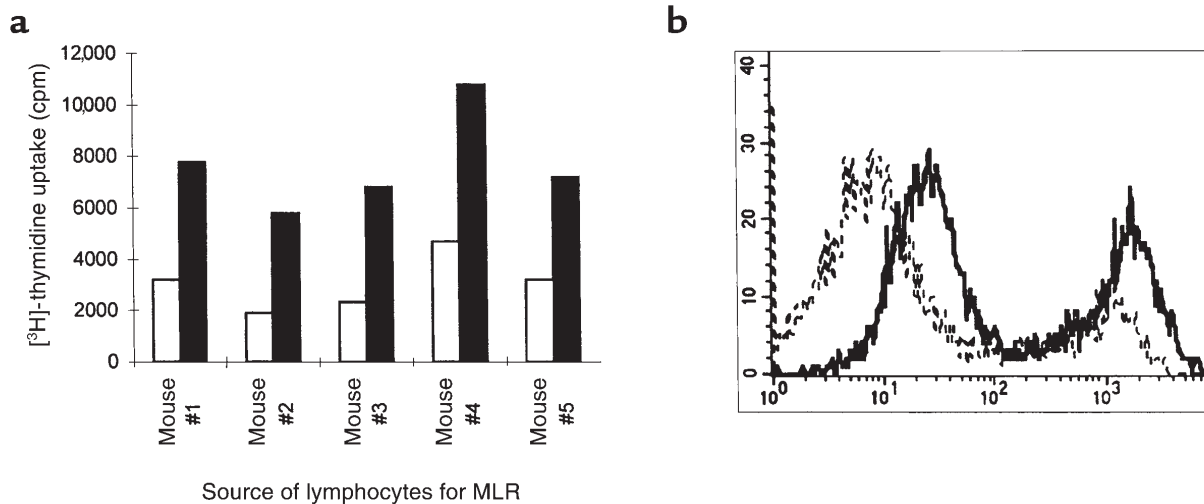 a
b
[³H]-thymidine uptake (cpm)
12,000
10,000
8000
6000
4000
2000
0
Mouse #1
Mouse #2
Mouse #3
Mouse #4
Mouse #5
Source of lymphocytes for MLR
40
30
20
10
0
10⁰
10¹
10²
10³